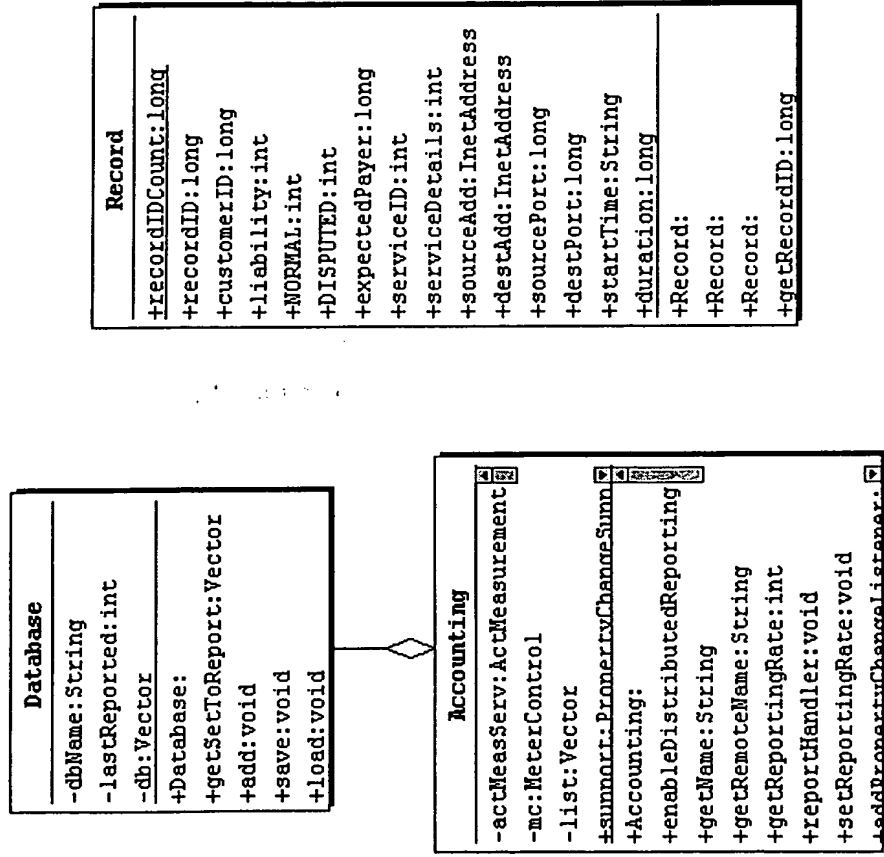 Database
-dbName:String
-lastReported:int
-db:Vector
+Database:
+getSetToReport:Vector
+add:void
+save:void
+load:void
Accounting
-actMeasServ:ActMeasurement
-mc:MeterControl
-list:Vector
+support:PropertyChangeSupp
+Accounting:
+enableDistributedReporting
+getName:String
+getRemoteName:String
+getReportingRate:int
+reportHandler:void
+setReportingRate:void
+addPropertyChangeListener:
Record
+recordIDCount:long
+recordID:long
+customerID:long
+liability:int
+NORMAL:int
+DISPUTED:int
+expectedPayer:long
+serviceID:int
+serviceDetails:int
+sourceAdd:InetAddress
+destAdd:InetAddress
+sourcePort:long
+destPort:long
+startTime:String
+duration:long
+Record:
+Record:
+Record:
+getRecordID:long